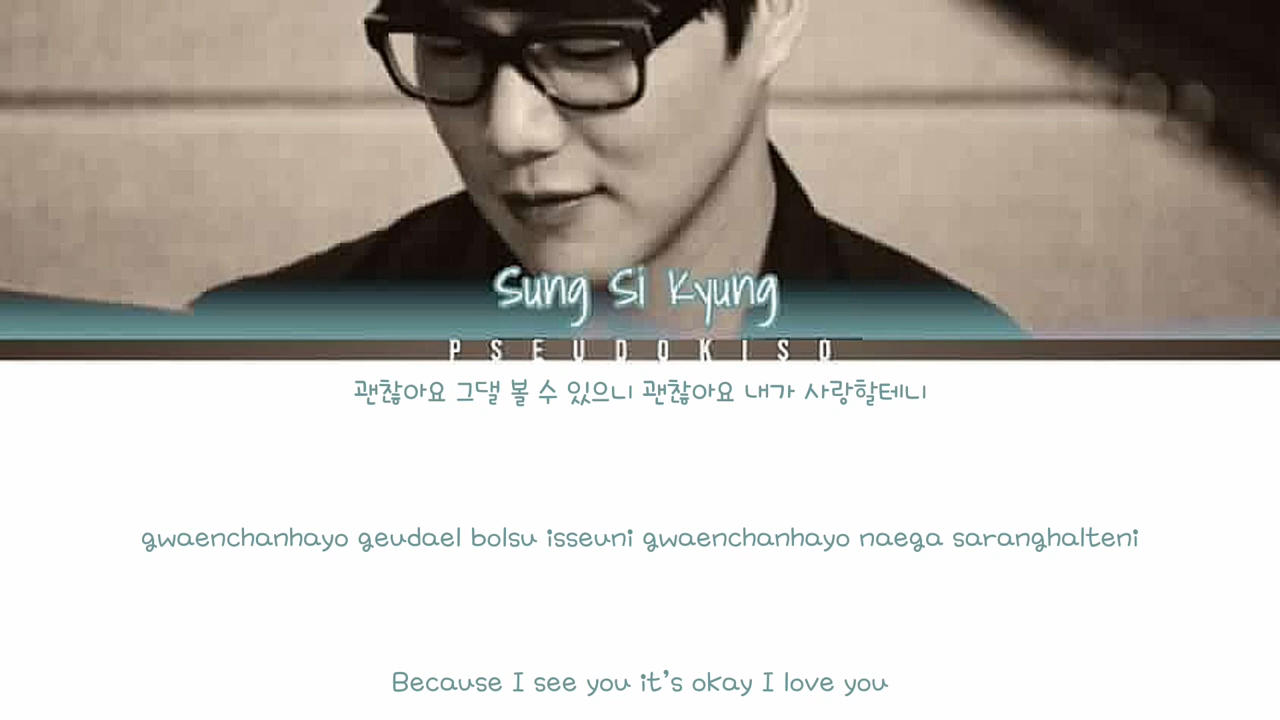 Sung Si Kyung
PSEUDOKISO
괜찮아요 그댈 볼 수 있으니 괜찮아요 내가 사랑할테니
gwaenchanhayo geudael bolsu isseuni gwaenchanhayo naega saranghalteni
Because I see you it's okay I love you